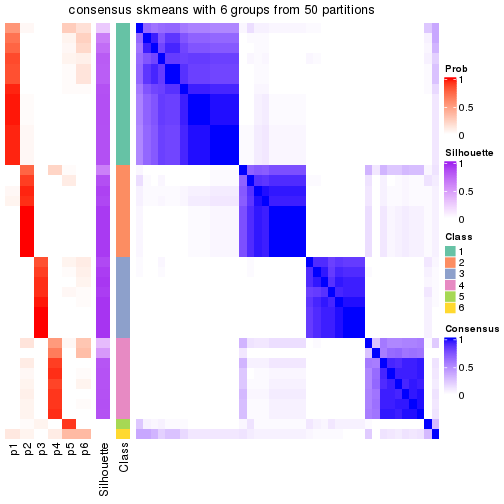 consensus skmeans with 6 groups from 50 partitions
Prob
1
0.5
0
Silhouette
1
0.5
0
Class
1
2
3
4
5
6
Consensus
1
0.5
0
p1
p2
p3
p4
p5
p6
Silhouette
Class